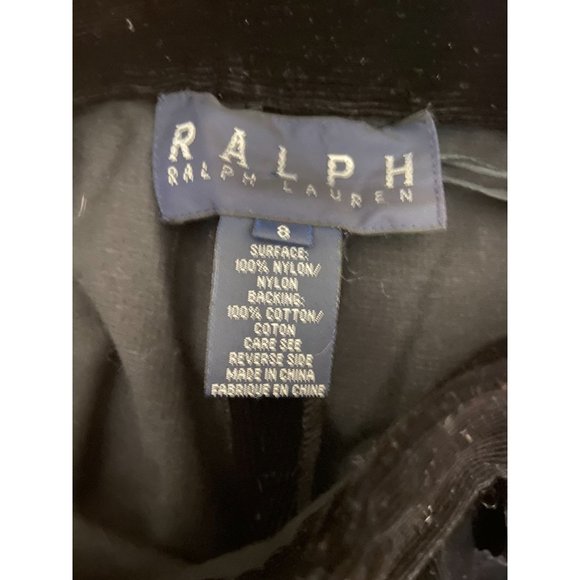 RALPH
RALPH LAUREN
8
SURFACE:
100% NYLON/
NYLON
BACKING:
100% COTTON/
COTON
CARE SEE
REVERSE SIDE
MADE IN CHINA
FABRIQUE EN CHINE